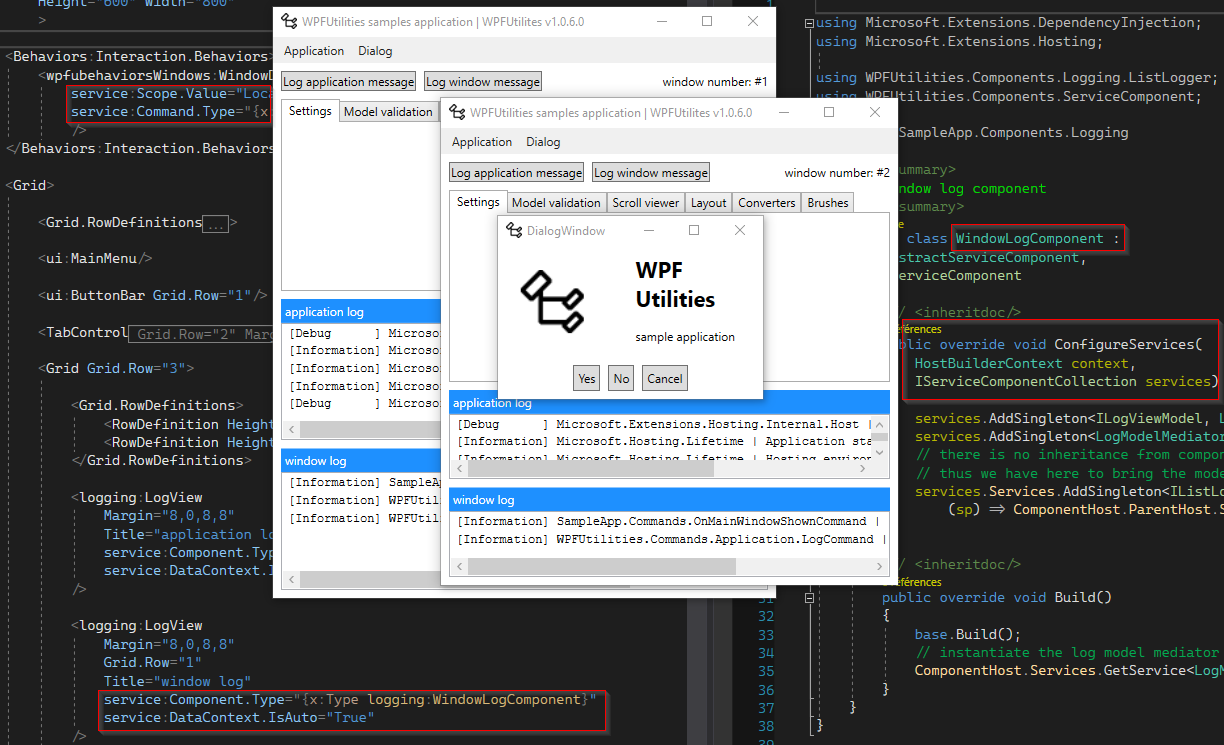 Height="600" Width="800"
>
<Behaviors:Interaction.Behaviors>
<wpfubehaviorsWindows:WindowD
service:Scope.Value="Loca
service:Command.Type="{x:
/>
</Behaviors:Interaction.Behaviors
<Grid>
<Grid.RowDefinitions...>
<ui:MainMenu/>
<ui:ButtonBar Grid.Row="1"/>
<TabControl Grid.Row="2" Marg
<Grid Grid.Row="3">
<Grid.RowDefinitions>
<RowDefinition Height
<RowDefinition Height
</Grid.RowDefinitions>
<logging:LogView
Margin="8,0,8,8"
Title="application lo
service:Component.Typ
service:DataContext.I
/>
<logging:LogView
Margin="8,0,8,8"
Grid.Row="1"
Title="window log"
service:Component.Type="{x:Type logging:WindowLogComponent}"
service:DataContext.IsAuto="True"
/>
WPFUtilities samples application | WPFUtilites v1.0.6.0
Application Dialog
Log application message Log window message window number: #1
Settings Model validation
application log
[Debug ] Microso
[Information] Microso
[Information] Microso
[Information] Microso
[Debug ] Microso
window log
[Information] SampleAp
[Information] WPFUtil
[Information] WPFUtil
WPFUtilities samples application | WPFUtilites v1.0.6.0
Application Dialog
Log application message Log window message window number: #2
Settings Model validation Scroll viewer Layout Converters Brushes
DialogWindow
WPF
Utilities
sample application
Yes No Cancel
application log
[Debug ] Microsoft.Extensions.Hosting.Internal.Host |
[Information] Microsoft.Hosting.Lifetime | Application sta
[Information] Microsoft.Hosting.Lifetime | Hosting environ
window log
[Information] SampleApp.Commands.OnMainWindowShownCommand |
[Information] WPFUtilities.Commands.Application.LogCommand |
using Microsoft.Extensions.DependencyInjection;
using Microsoft.Extensions.Hosting;
using WPFUtilities.Components.Logging.ListLogger;
using WPFUtilities.Components.ServiceComponent;
SampleApp.Components.Logging
ummary>
ndow log component
summary>
class WindowLogComponent :
stractServiceComponent,
erviceComponent
/ <inheritdoc/>
éférences
blic override void ConfigureServices(
HostBuilderContext context,
IServiceComponentCollection services)
services.AddSingleton<ILogViewModel, L
services.AddSingleton<LogModelMediator
// there is no inheritance from compon
// thus we have here to bring the mode
services.Services.AddSingleton<IListLo
(sp) => ComponentHost.ParentHost.S
/ <inheritdoc/>
éférences
31 public override void Build()
32 {
33 base.Build();
34 // instantiate the log model mediator
35 ComponentHost.Services.GetService<LogM
36 }
37 }
38 }
39